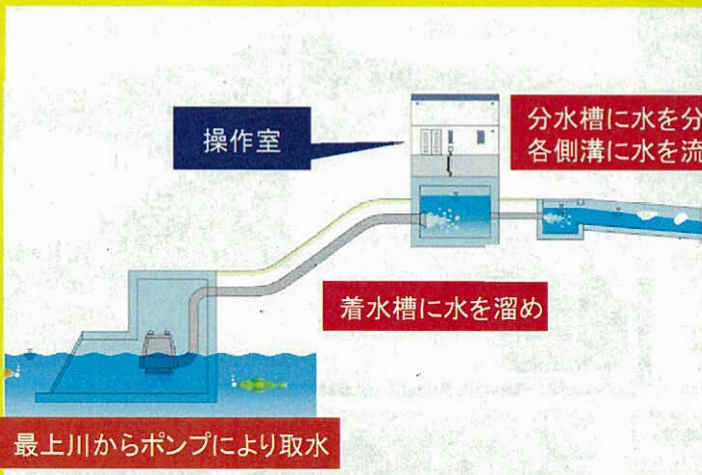 操作室
分水槽に水を分
各側溝に水を流
着水槽に水を溜め
最上川からポンプにより取水